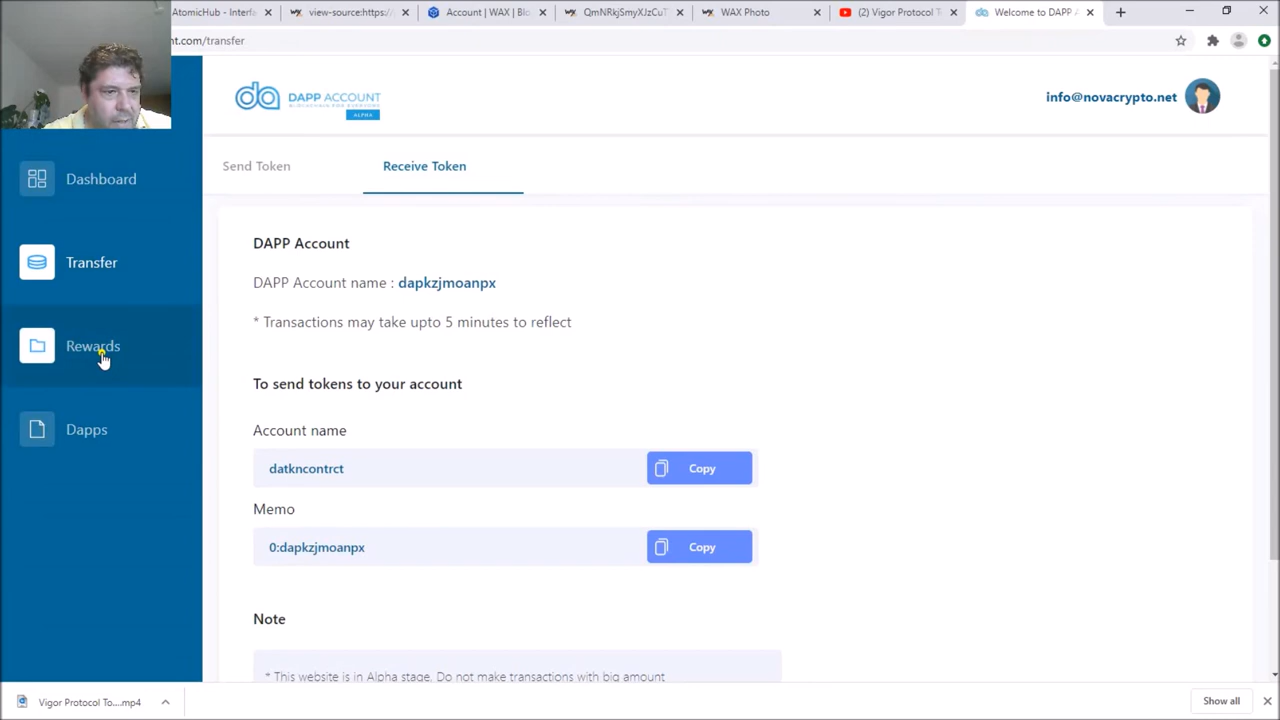 AtomicHub - Interfa
view-source:https:/
Account | WAX | Blo
QmNRkjSmyXJzCuT
WAX Photo
(2) Vigor Protocol T
Welcome to DAPP A
nt.com/transfer
da DAPP ACCOUNT
BLOCKCHAIN FOR EVERYONE
ALPHA
info@novacrypto.net
Dashboard
Transfer
Rewards
Dapps
Send Token
Receive Token
DAPP Account
DAPP Account name : dapkzjmoanpx
* Transactions may take upto 5 minutes to reflect
To send tokens to your account
Account name
datkncontrct
Copy
Memo
0:dapkzjmoanpx
Copy
Note
* This website is in Alpha stage. Do not make transactions with big amount
Vigor Protocol To....mp4
Show all